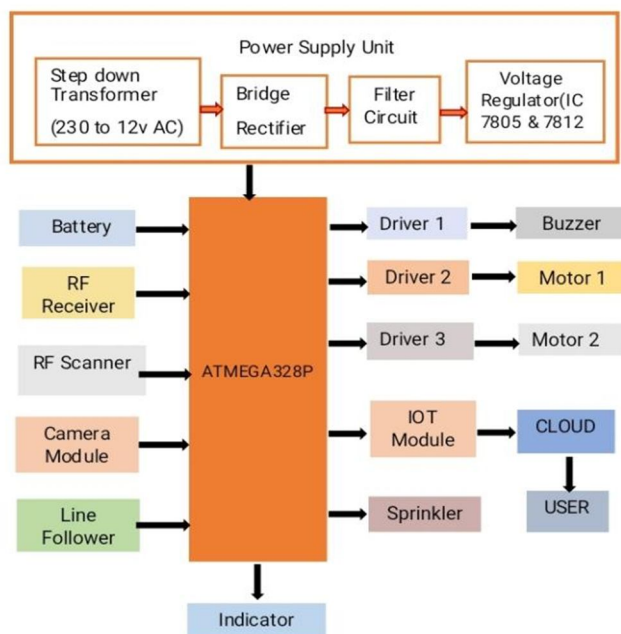 Power Supply Unit
Step down
Transformer
(230 to 12v AC)
Bridge
Rectifier
Filter
Circuit
Voltage
Regulator(IC
7805 & 7812
Battery
RF
Receiver
RF Scanner
Camera
Module
Line
Follower
ATMEGA328P
Driver 1
Buzzer
Driver 2
Motor 1
Driver 3
Motor 2
IOT
Module
CLOUD
Sprinkler
USER
Indicator